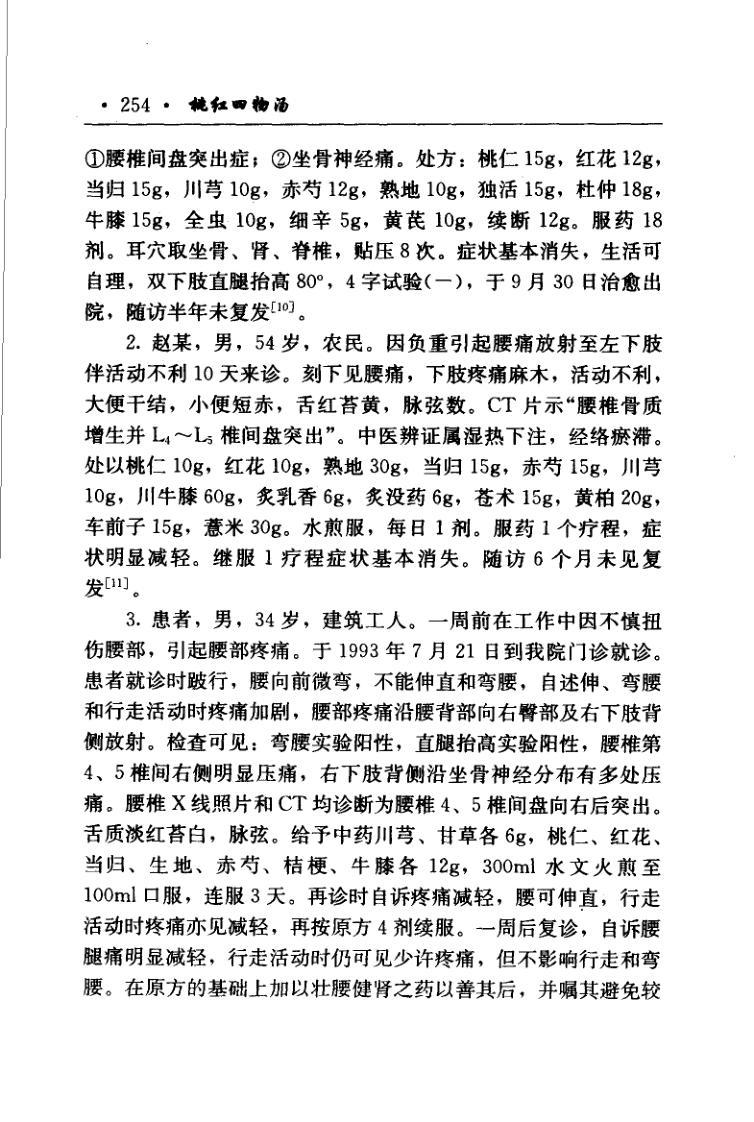 · 254 · 桃红四物汤
①腰椎间盘突出症；②坐骨神经痛。处方：桃仁 15g，红花 12g，
当归 15g，川芎 10g，赤芍 12g，熟地 10g，独活 15g，杜仲 18g，
牛膝 15g，全虫 10g，细辛 5g，黄芪 10g，续断 12g。服药 18
剂。耳穴取坐骨、肾、脊椎，贴压 8 次。症状基本消失，生活可
自理，双下肢直腿抬高 80°，4 字试验(－)，于 9 月 30 日治愈出
院，随访半年未复发[10]。
2. 赵某，男，54 岁，农民。因负重引起腰痛放射至左下肢
伴活动不利 10 天来诊。刻下见腰痛，下肢疼痛麻木，活动不利，
大便干结，小便短赤，舌红苔黄，脉弦数。CT 片示“腰椎骨质
增生并 L₄～L₅ 椎间盘突出”。中医辨证属湿热下注，经络瘀滞。
处以桃仁 10g，红花 10g，熟地 30g，当归 15g，赤芍 15g，川芎
10g，川牛膝 60g，炙乳香 6g，炙没药 6g，苍术 15g，黄柏 20g，
车前子 15g，薏米 30g。水煎服，每日 1 剂。服药 1 个疗程，症
状明显减轻。继服 1 疗程症状基本消失。随访 6 个月未见复
发[11]。
3. 患者，男，34 岁，建筑工人。一周前在工作中因不慎扭
伤腰部，引起腰部疼痛。于 1993 年 7 月 21 日到我院门诊就诊。
患者就诊时跛行，腰向前微弯，不能伸直和弯腰，自述伸、弯腰
和行走活动时疼痛加剧，腰部疼痛沿腰背部向右臀部及右下肢背
侧放射。检查可见：弯腰实验阳性，直腿抬高实验阳性，腰椎第
4、5 椎间右侧明显压痛，右下肢背侧沿坐骨神经分布有多处压
痛。腰椎 X 线照片和 CT 均诊断为腰椎 4、5 椎间盘向右后突出。
舌质淡红苔白，脉弦。给予中药川芎、甘草各 6g，桃仁、红花、
当归、生地、赤芍、桔梗、牛膝各 12g，300ml 水文火煎至
100ml 口服，连服 3 天。再诊时自诉疼痛减轻，腰可伸直，行走
活动时疼痛亦见减轻，再按原方 4 剂续服。一周后复诊，自诉腰
腿痛明显减轻，行走活动时仍可见少许疼痛，但不影响行走和弯
腰。在原方的基础上加以壮腰健肾之药以善其后，并嘱其避免较